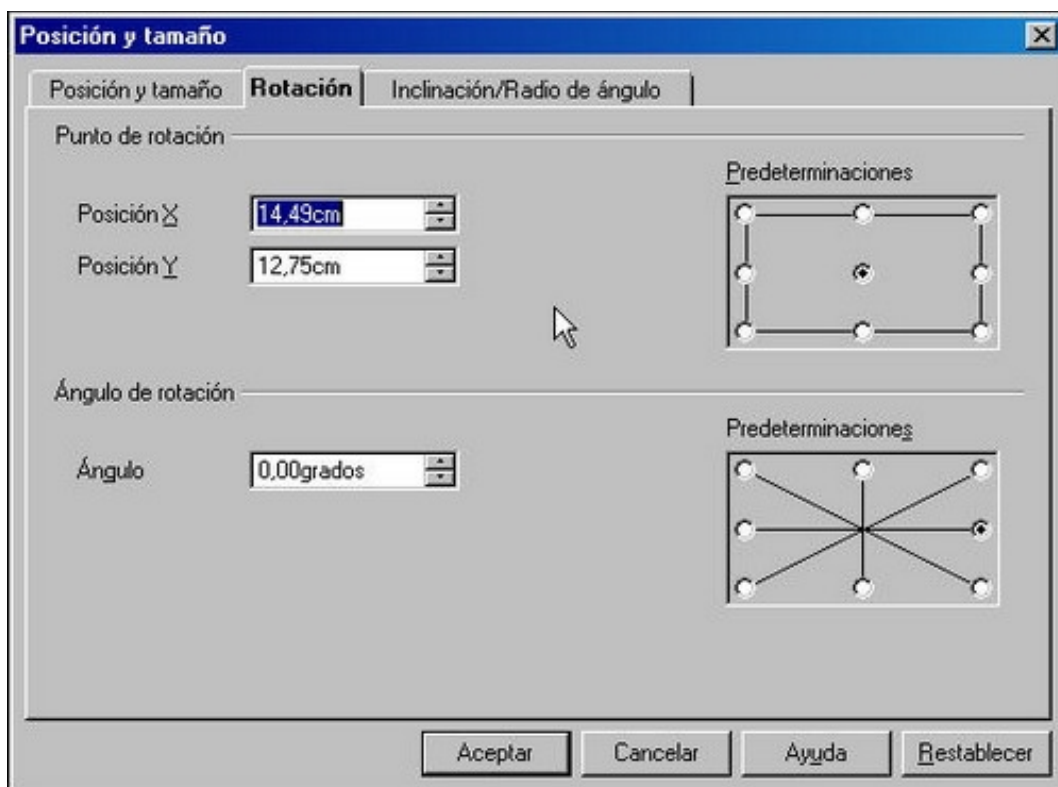 Posición y tamaño
Posición y tamaño Rotación Inclinación/Radio de ángulo
Punto de rotación
Predeterminaciones
Posición X 14,49cm
Posición Y 12,75cm
Ángulo de rotación
Predeterminaciones
Ángulo 0,00grados
Aceptar Cancelar Ayuda Restablecer